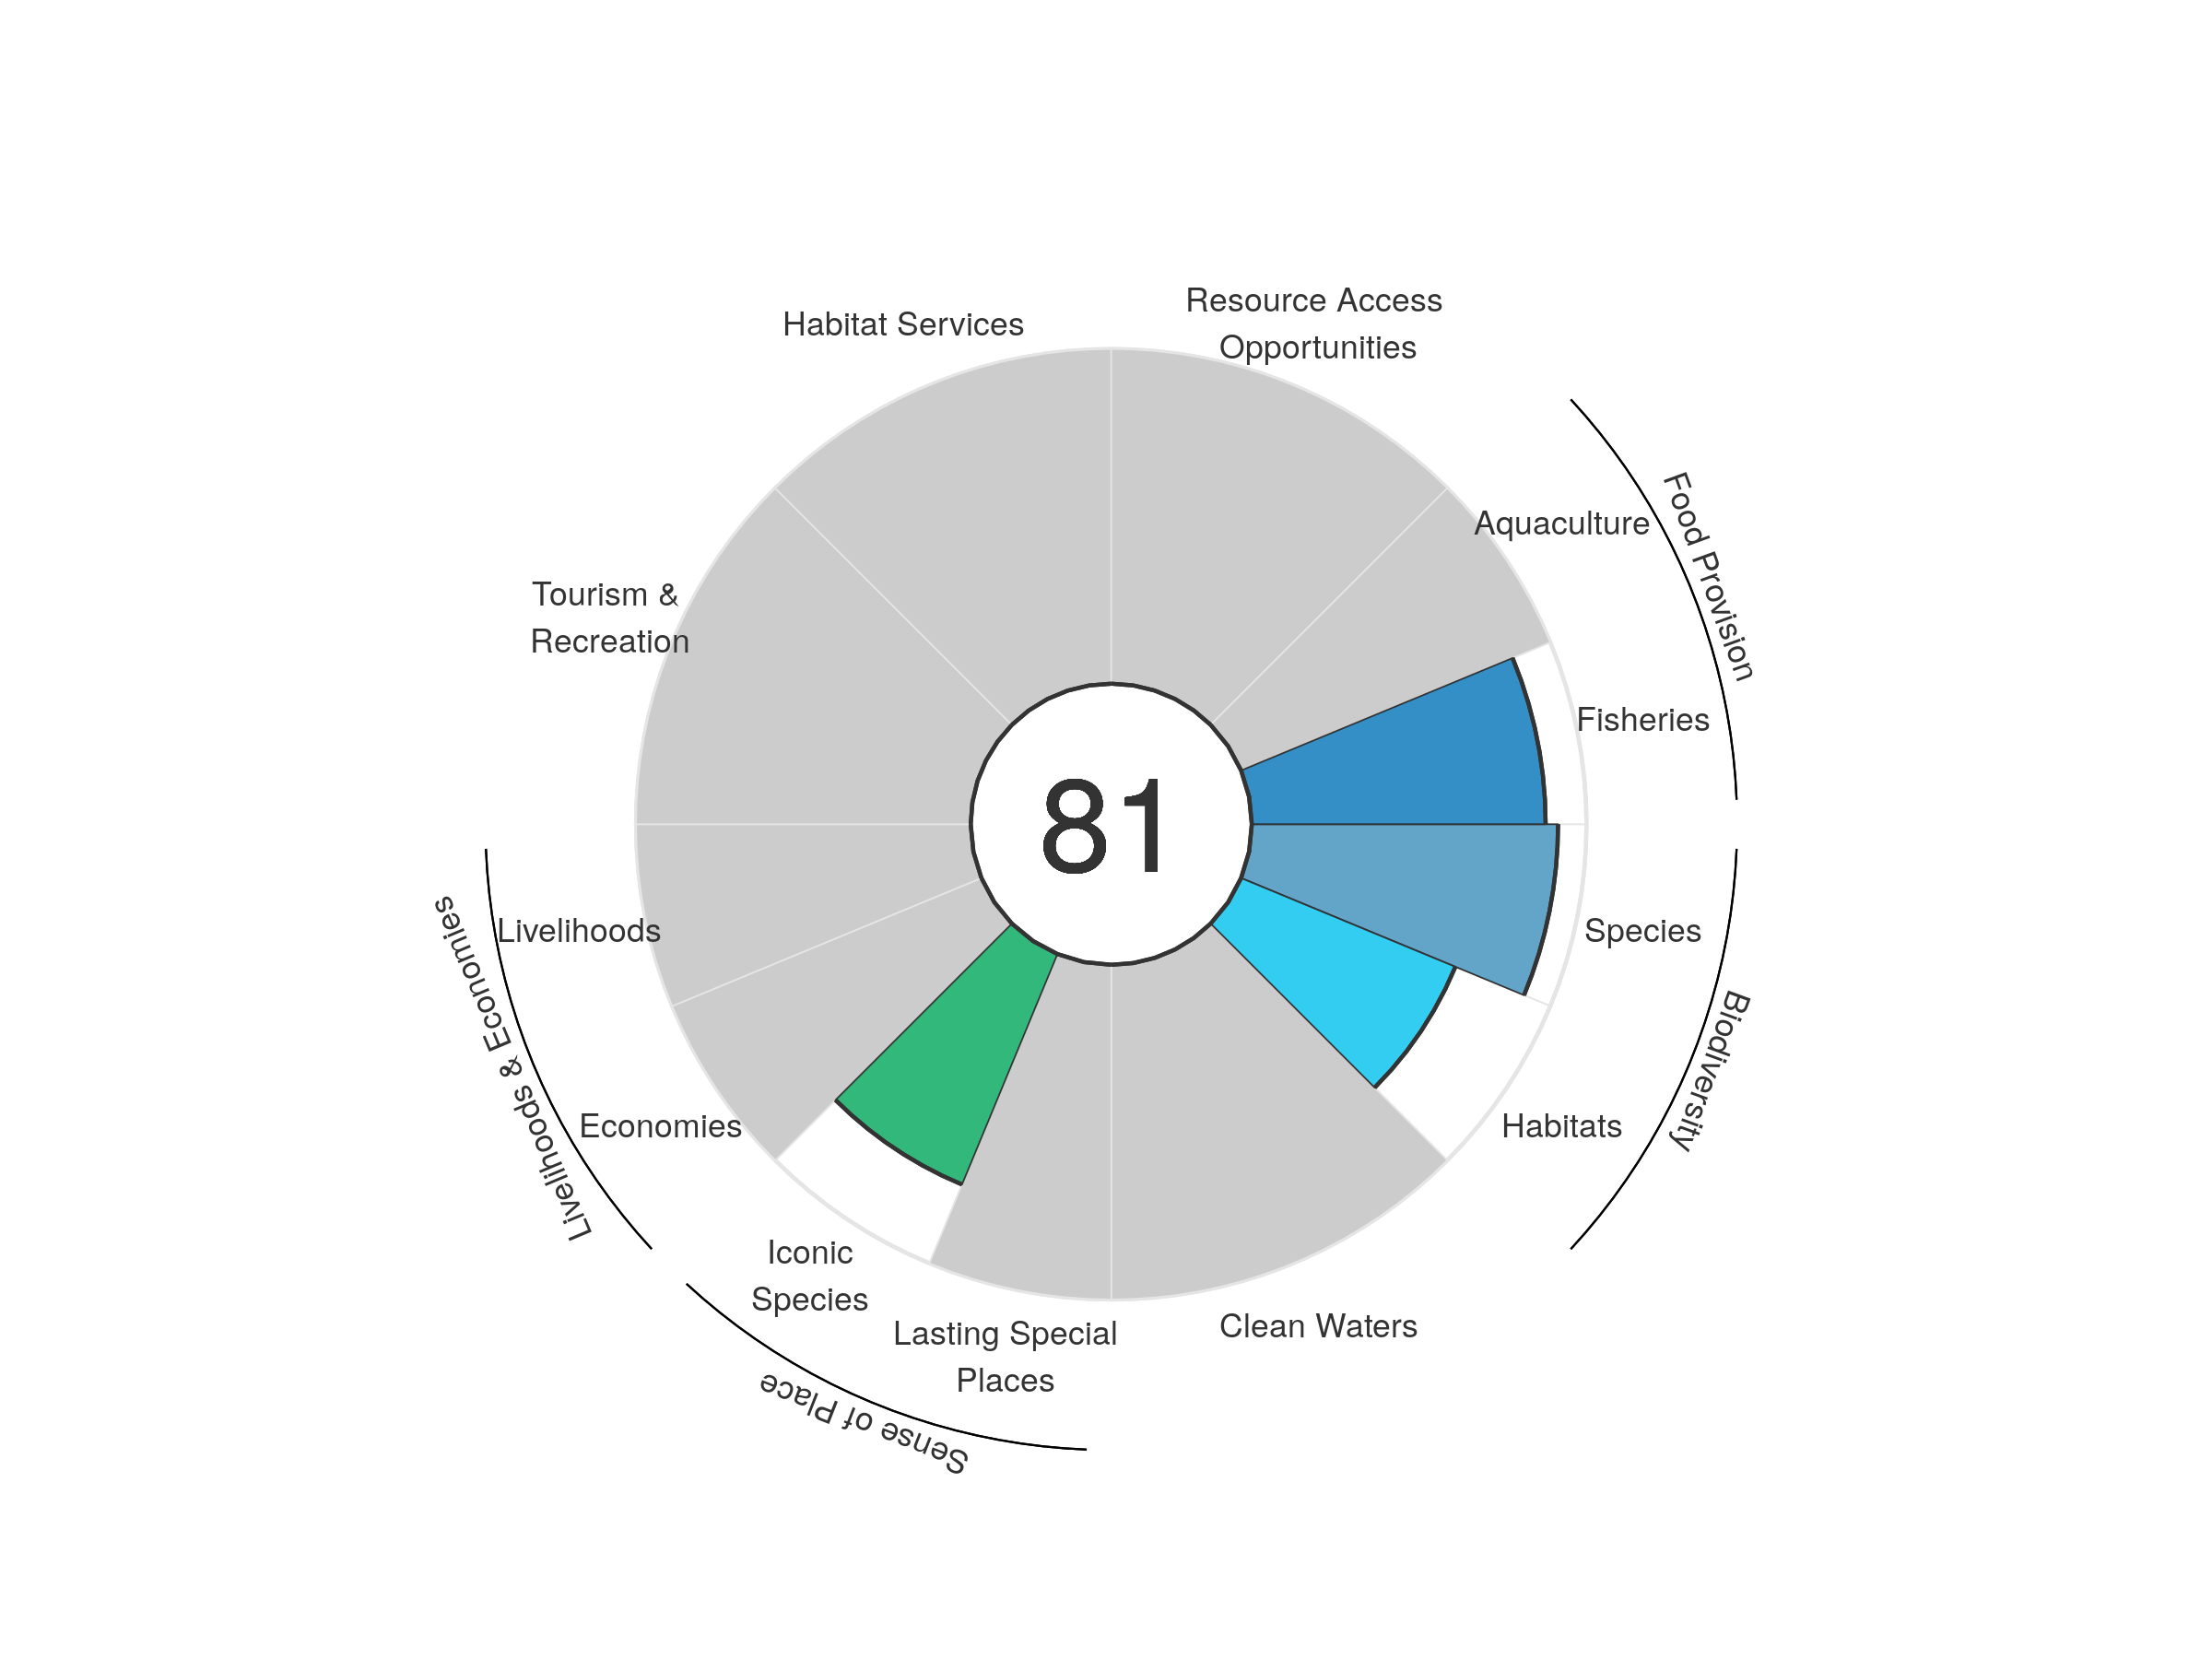 Resource Access
Opportunities
Habitat Services
Aquaculture
Food Provision
Tourism &
Recreation
Fisheries
81
Livelihoods
Species
Livelihoods & Economies
Biodiversity
Economies
Habitats
Iconic
Species
Lasting Special
Places
Clean Waters
Sense of Place